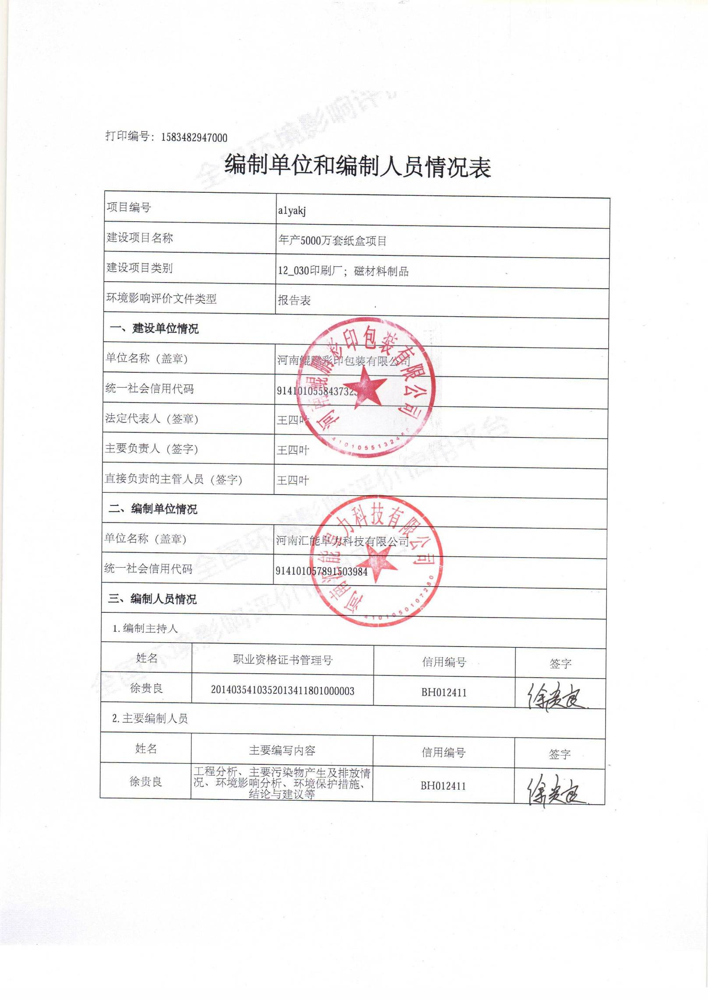 打印编号: 1583482947000
编制单位和编制人员情况表
项目编号 a1yakj
建设项目名称 年产5000万套纸盒项目
建设项目类别 12_030印刷厂; 磁材料制品
环境影响评价文件类型 报告表
一、建设单位情况
单位名称 (盖章) 河南鲲鹏彩印包装有限公司
统一社会信用代码
法定代表人 (签章) 王四叶
主要负责人 (签字) 王四叶
直接负责的主管人员 (签字) 王四叶
河南鲲鹏彩印包装有限公司
二、编制单位情况
单位名称 (盖章) 河南汇能阜力科技有限公司
统一社会信用代码 914101057891503984
河南汇能阜力科技有限公司
4101050107280
三、编制人员情况
1.编制主持人
姓名 职业资格证书管理号 信用编号 签字
徐贵良 2014035410352013411801000003 BH012411 徐贵良
2.主要编制人员
姓名 主要编写内容 信用编号 签字
徐贵良 工程分析、主要污染物产生及排放情
况、环境影响分析、环境保护措施、
结论与建议等 BH012411 徐贵良
全国环境影响评价信用平台